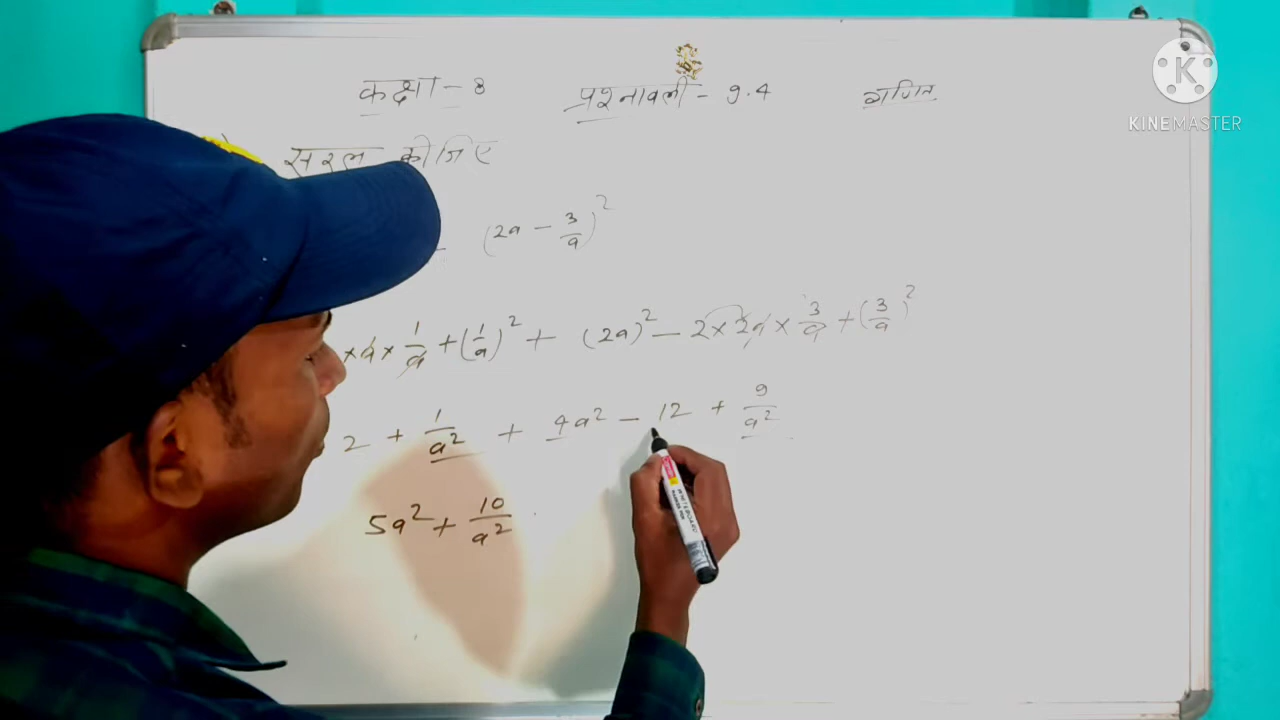 कक्षा - 8 प्रश्नावली - 9.4 गणित
K
KINEMASTER
सरल कीजिए
(2a - 3/a)²
× a × 1/a + (1/a)² + (2a)² - 2 × 2a × 3/a + (3/a)²
2 + 1/a² + 4a² - 12 + 9/a²
5a² + 10/a²
WHITEBOARD